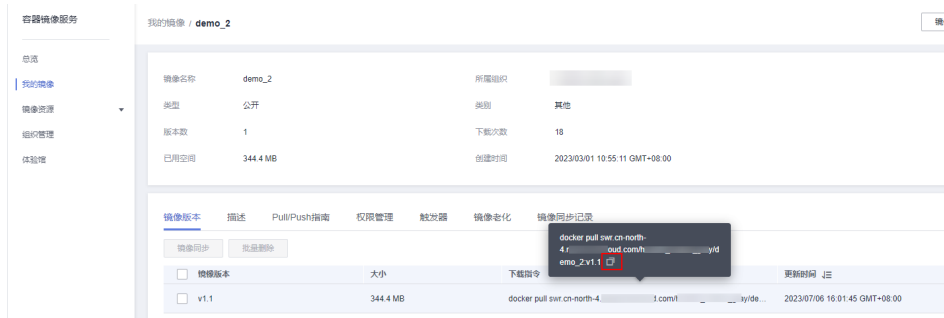 容器镜像服务
我的镜像 / demo_2
镜
总览
我的镜像
镜像资源
组织管理
体验馆
镜像名称 demo_2 所属组织
类型 公开 类别 其他
版本数 1 下载次数 18
已用空间 344.4 MB 创建时间 2023/03/01 10:55:11 GMT+08:00
镜像版本 描述 Pull/Push指南 权限管理 触发器 镜像老化 镜像同步记录
镜像同步 批量删除
docker pull swr.cn-north-
4.r oud.com/h y/d
emo_2:v1.1
镜像版本 大小 下载指令 更新时间
v1.1 344.4 MB docker pull swr.cn-north-4. .com/ ay/de... 2023/07/06 16:01:45 GMT+08:00